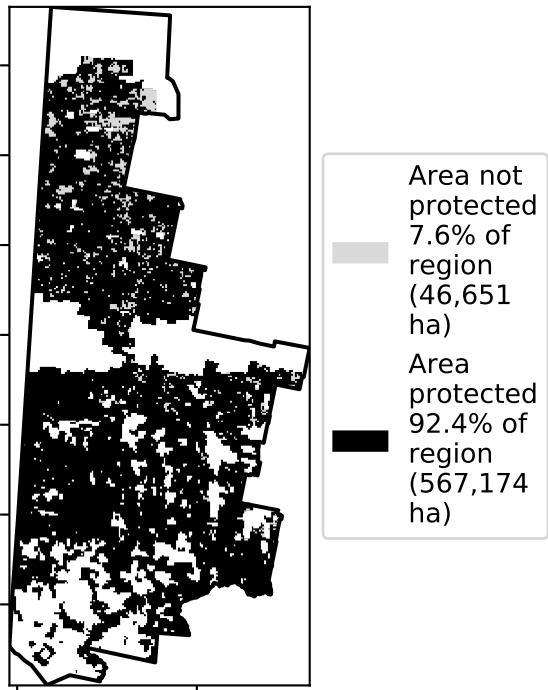 Area not
protected
7.6% of
region
(46,651
ha)
Area
protected
92.4% of
region
(567,174
ha)